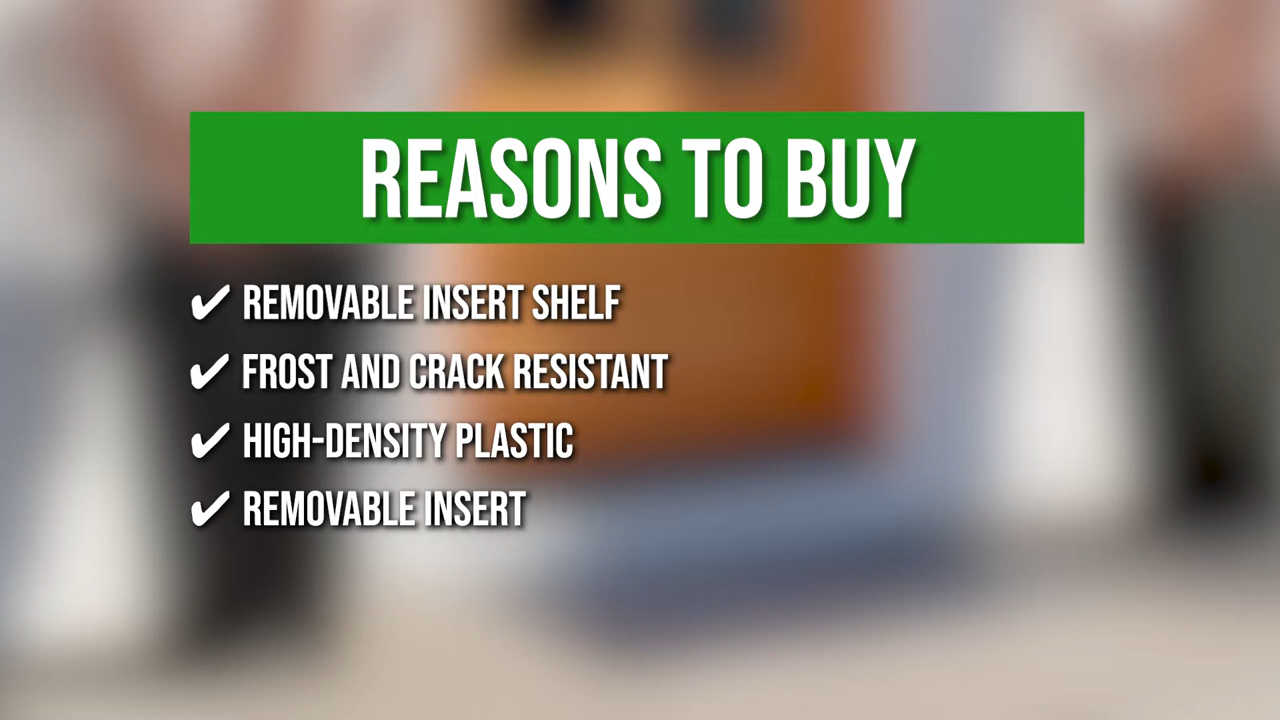 REASONS TO BUY
✔ REMOVABLE INSERT SHELF
✔ FROST AND CRACK RESISTANT
✔ HIGH-DENSITY PLASTIC
✔ REMOVABLE INSERT